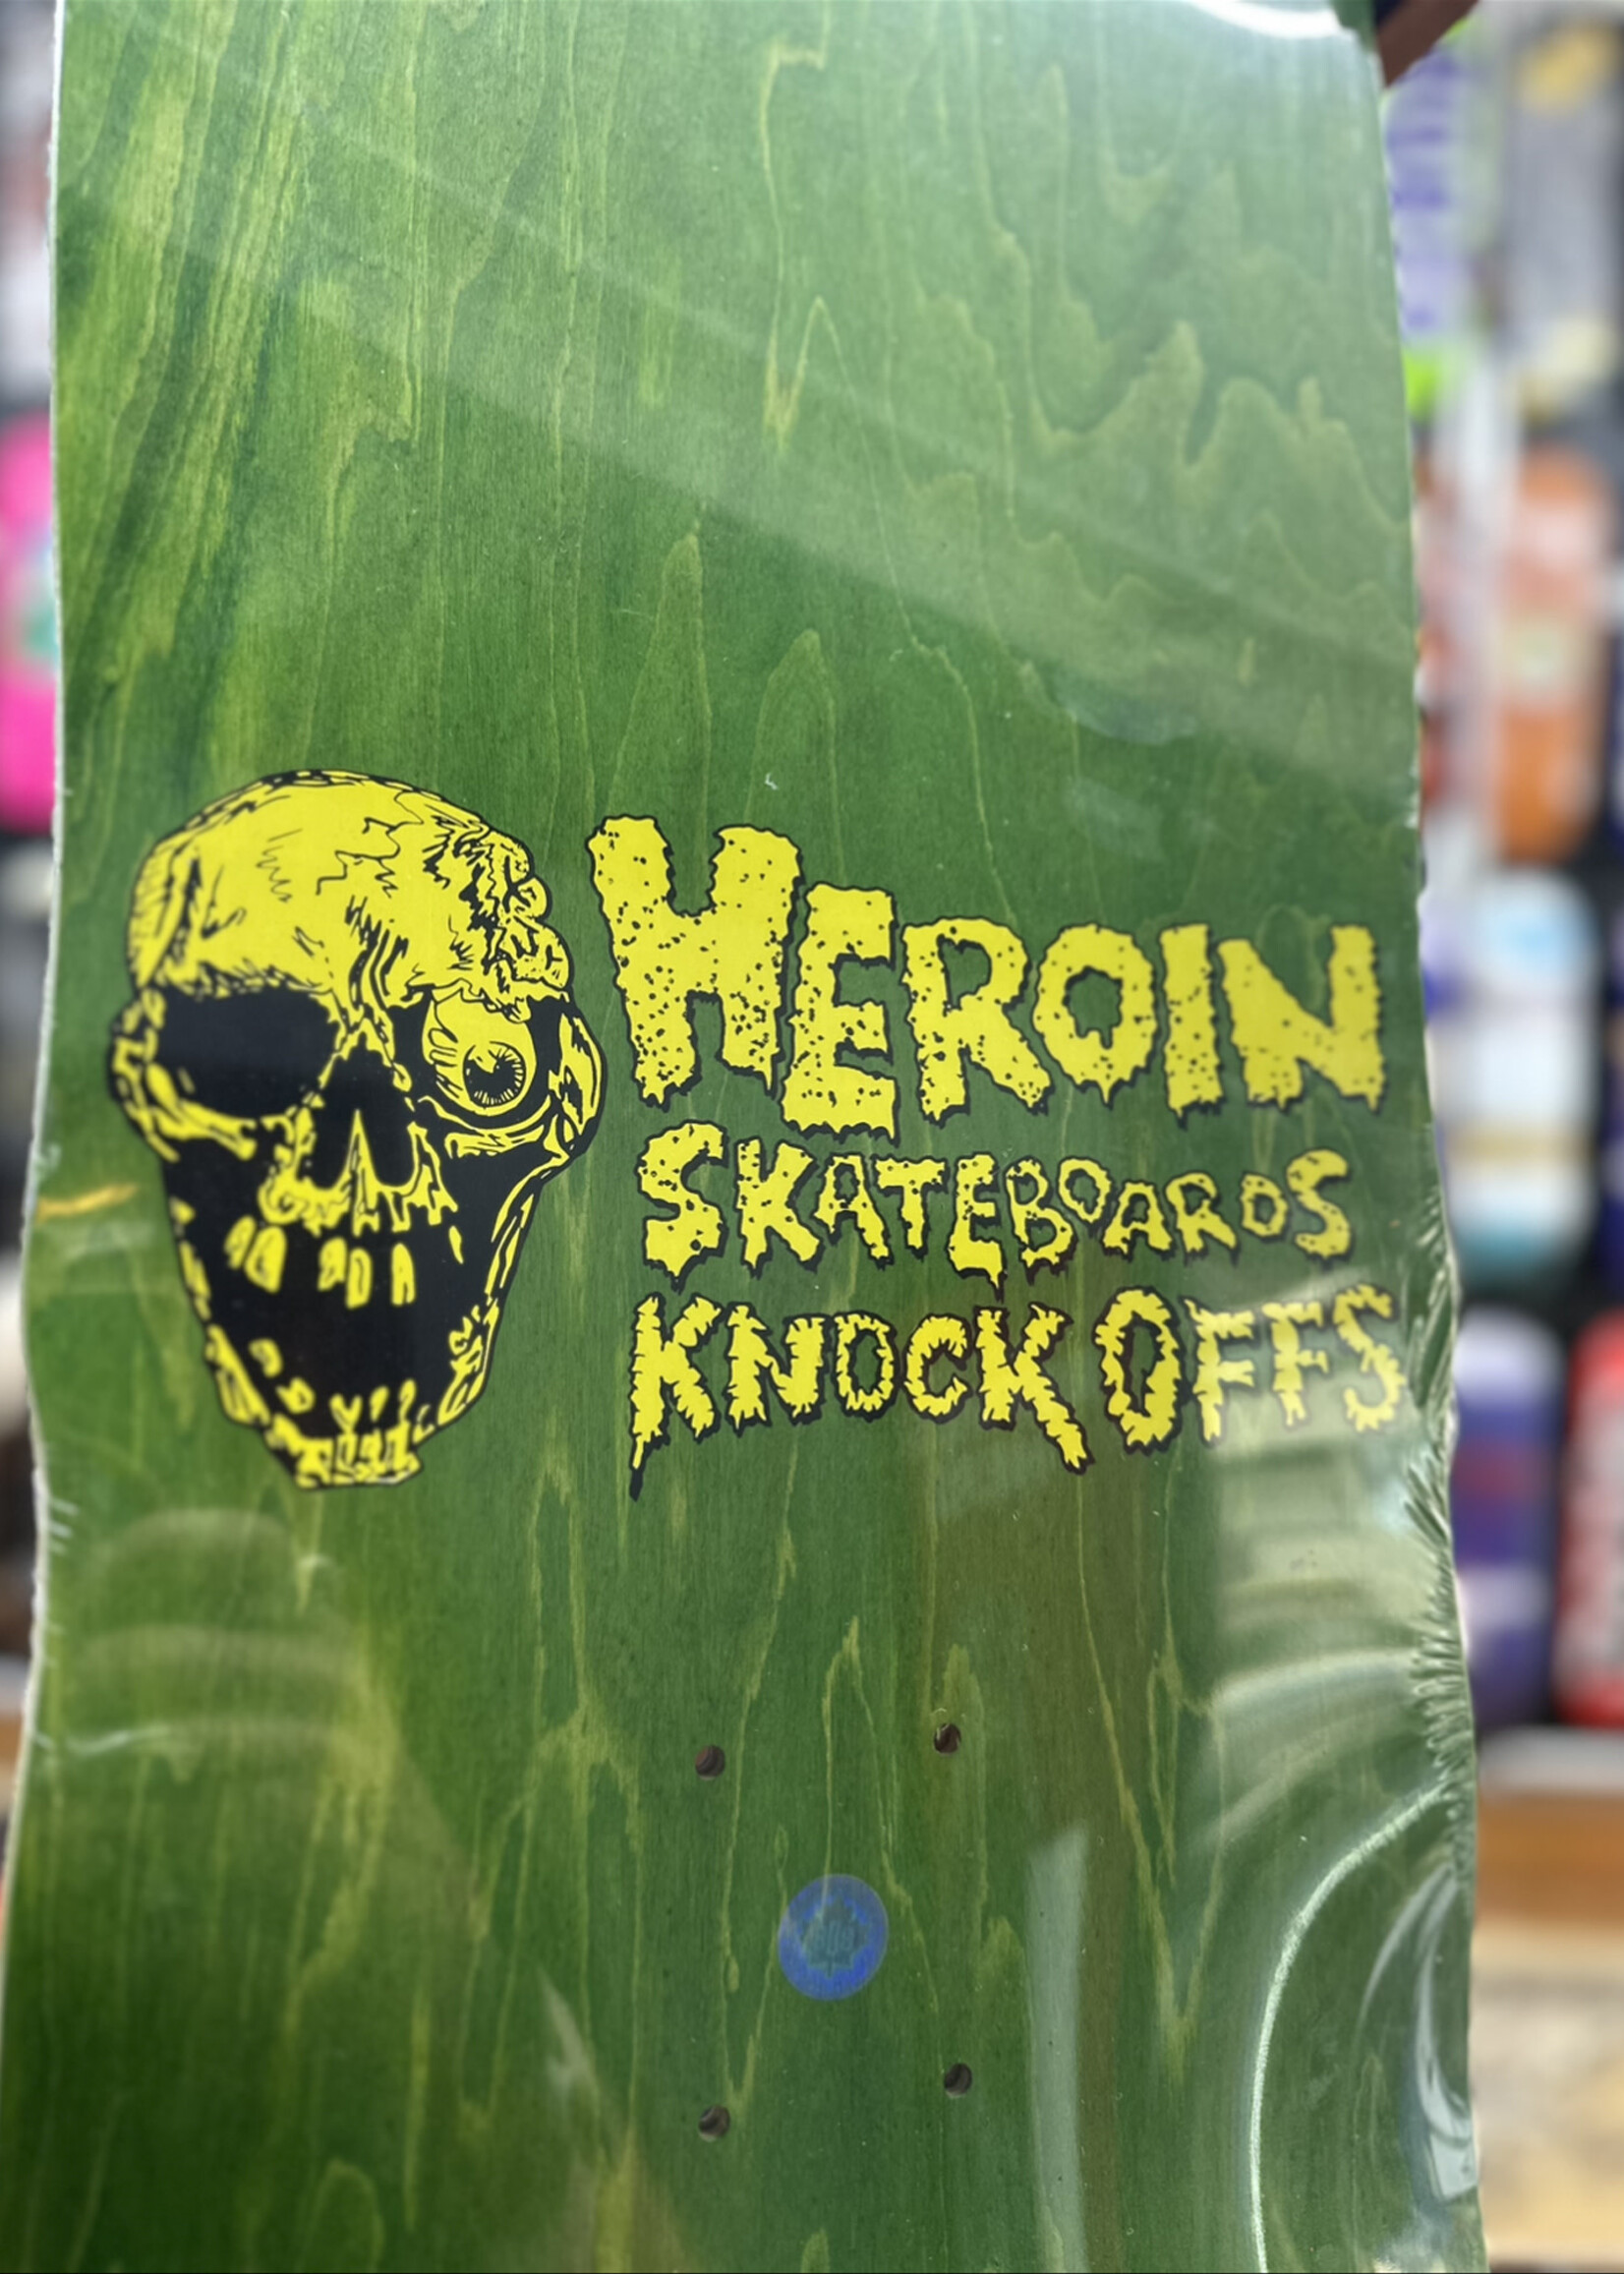 HEROIN
SKATEBOARDS
KNOCK OFFS